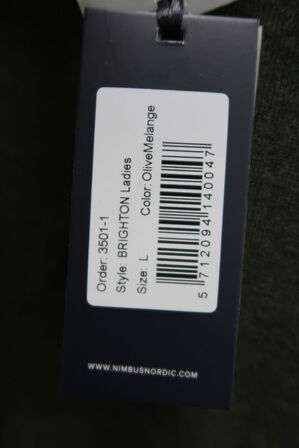 Order: 3501-1
Style: BRIGHTON Ladies
Size: L Color: OliveMelange
5 712094 140047
WWW.NIMBUSNORDIC.COM